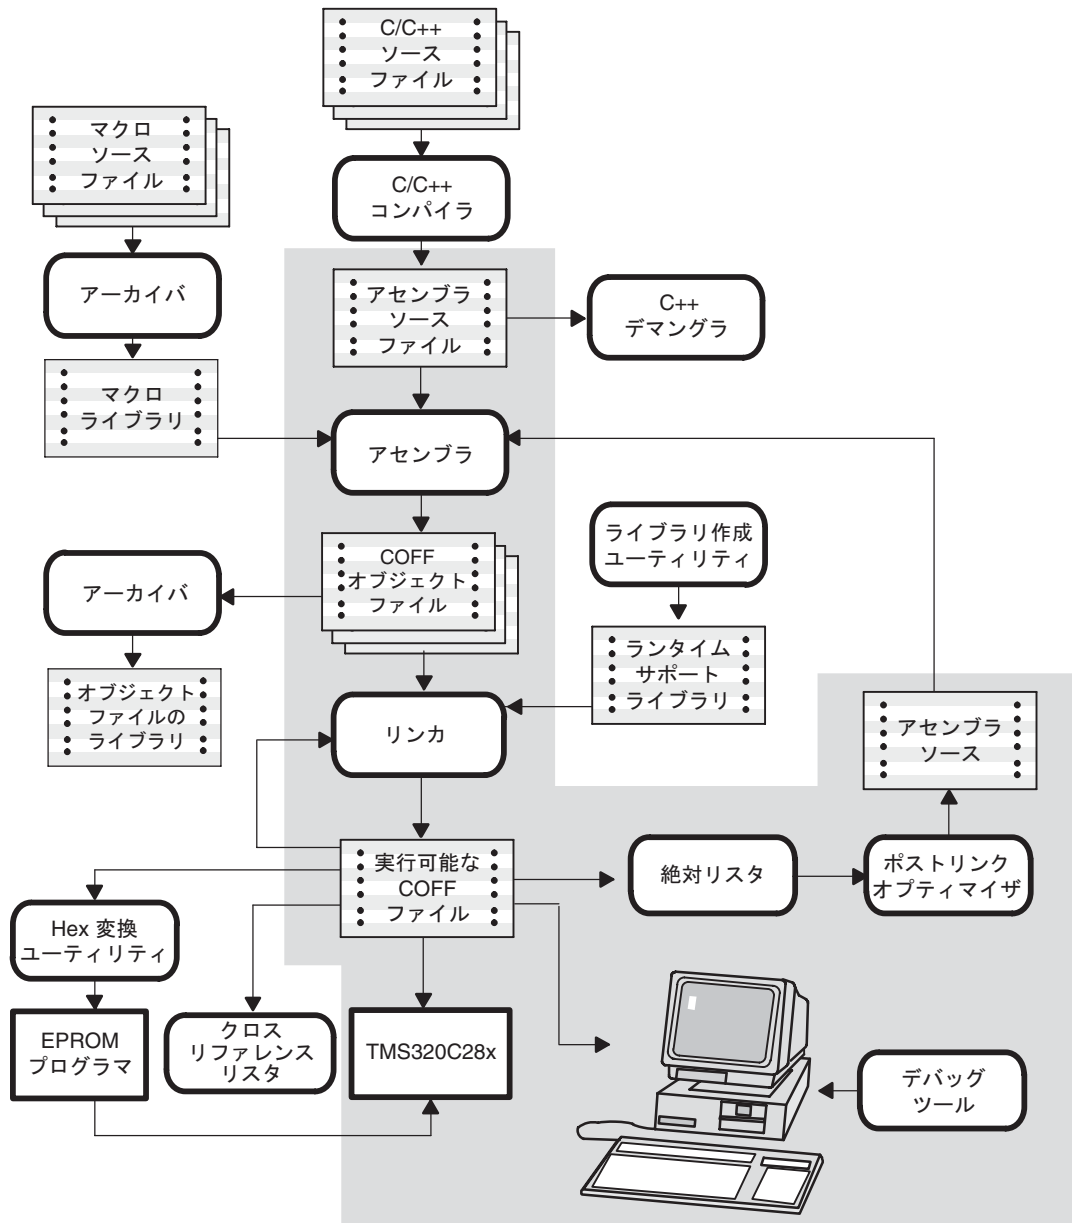 C/C++
ソース
ファイル
マクロ
ソース
ファイル
C/C++
コンパイラ
アーカイバ
アセンブラ
ソース
ファイル
C++
デマングラ
マクロ
ライブラリ
アセンブラ
ライブラリ作成
ユーティリティ
COFF
オブジェクト
ファイル
アーカイバ
ランタイム
サポート
ライブラリ
オブジェクト
ファイルの
ライブラリ
リンカ
アセンブラ
ソース
実行可能な
COFF
ファイル
絶対リスタ
ポストリンク
オプティマイザ
Hex 変換
ユーティリティ
EPROM
プログラマ
クロス
リファレンス
リスタ
TMS320C28x
デバッグ
ツール